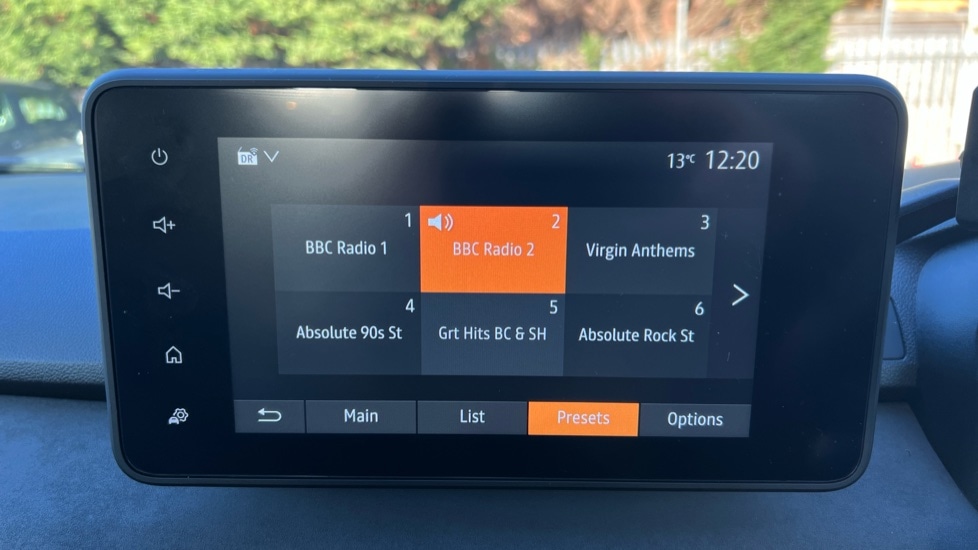 DR 13°C 12:20
1 2 3
BBC Radio 1 BBC Radio 2 Virgin Anthems
4 5 6
Absolute 90s St Grt Hits BC & SH Absolute Rock St
Main List Presets Options